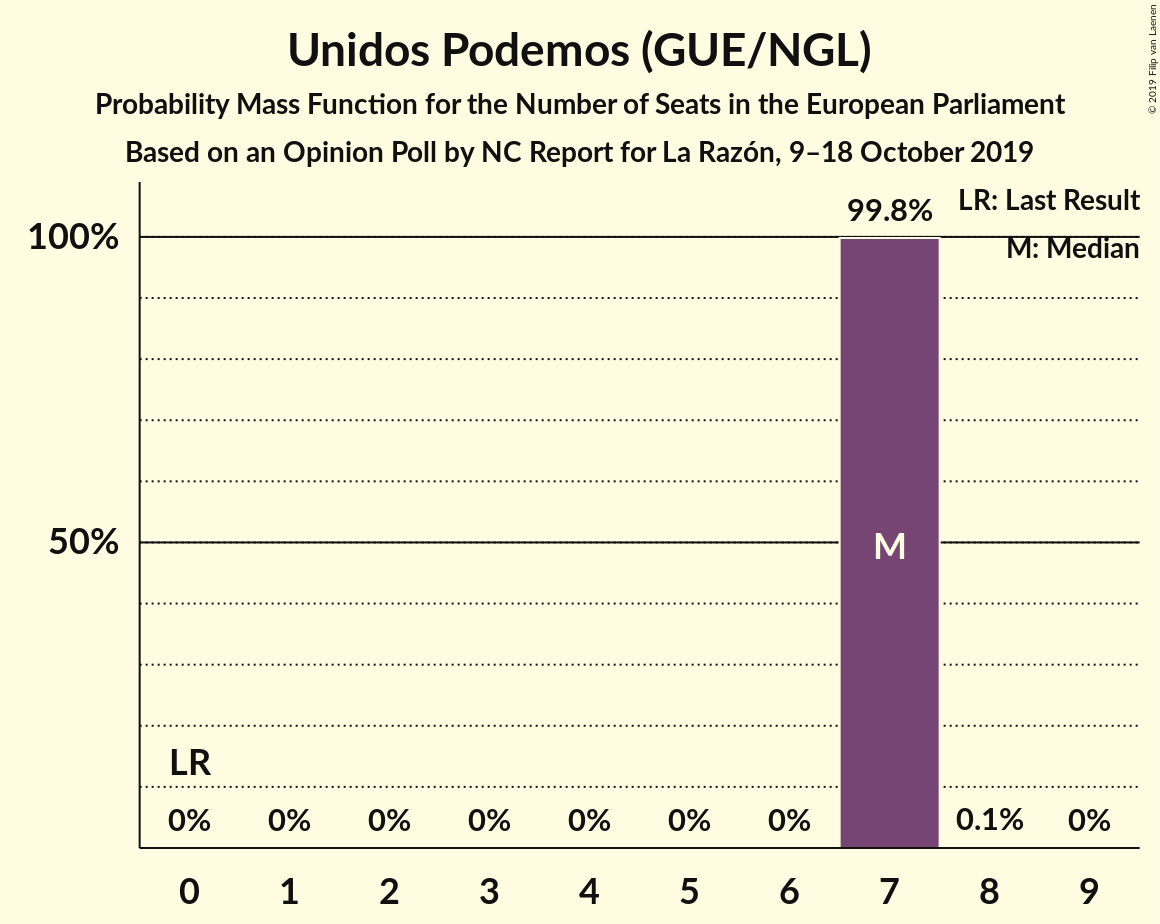 Unidos Podemos (GUE/NGL)
Probability Mass Function for the Number of Seats in the European Parliament
Based on an Opinion Poll by NC Report for La Razón, 9–18 October 2019
© 2019 Filip van Laenen
LR: Last Result
M: Median
99.8%
100%
50%
M
LR
0% 0% 0% 0% 0% 0% 0% 0.1% 0%
0 1 2 3 4 5 6 7 8 9